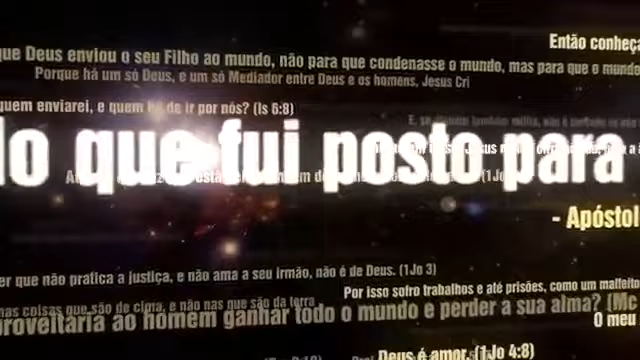 Então conheça
que Deus enviou o seu Filho ao mundo, não para que condenasse o mundo, mas para que o mundo
Porque há um só Deus, e um só Mediador entre Deus e os homens, Jesus Cri
quem enviarei, e quem há de ir por nós? (Is 6:8)
do que fui posto para
- Apóstol
er que não pratica a justiça, e não ama a seu irmão, não é de Deus. (1Jo 3)
Por isso sofro trabalhos e até prisões, como um malfeito
nas coisas que são de cima, e não nas que são da terra
proveitaria ao homem ganhar todo o mundo e perder a sua alma? (Mc
O meu
Deus é amor. (1Jo 4:8)